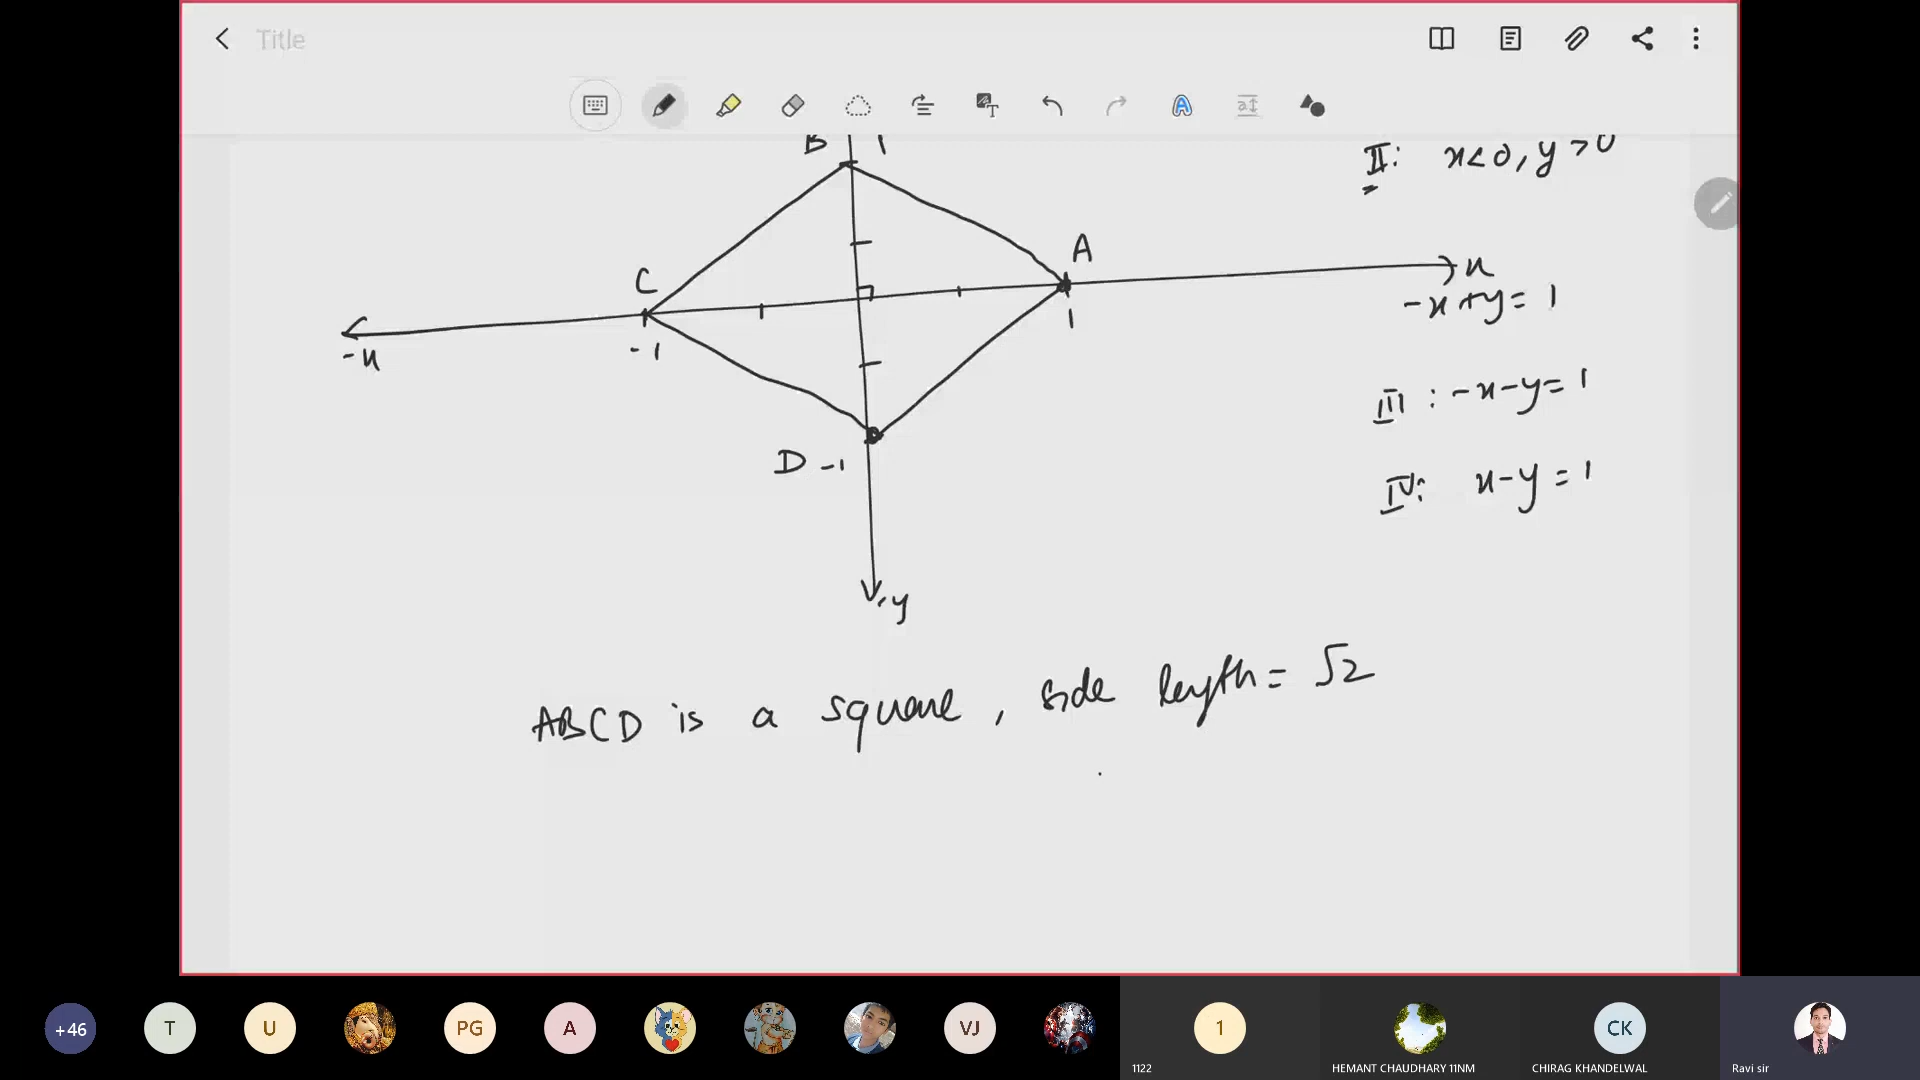 Title
B 1
II: x<0, y>0
A
C
x
-x+y=1
1
-x
-1
III: -x-y=1
D -1
IV: x-y=1
-y
ABCD is a square, side length = √2
+46
T
U
PG
A
VJ
1
CK
1122
HEMANT CHAUDHARY 11NM
CHIRAG KHANDELWAL
Ravi sir